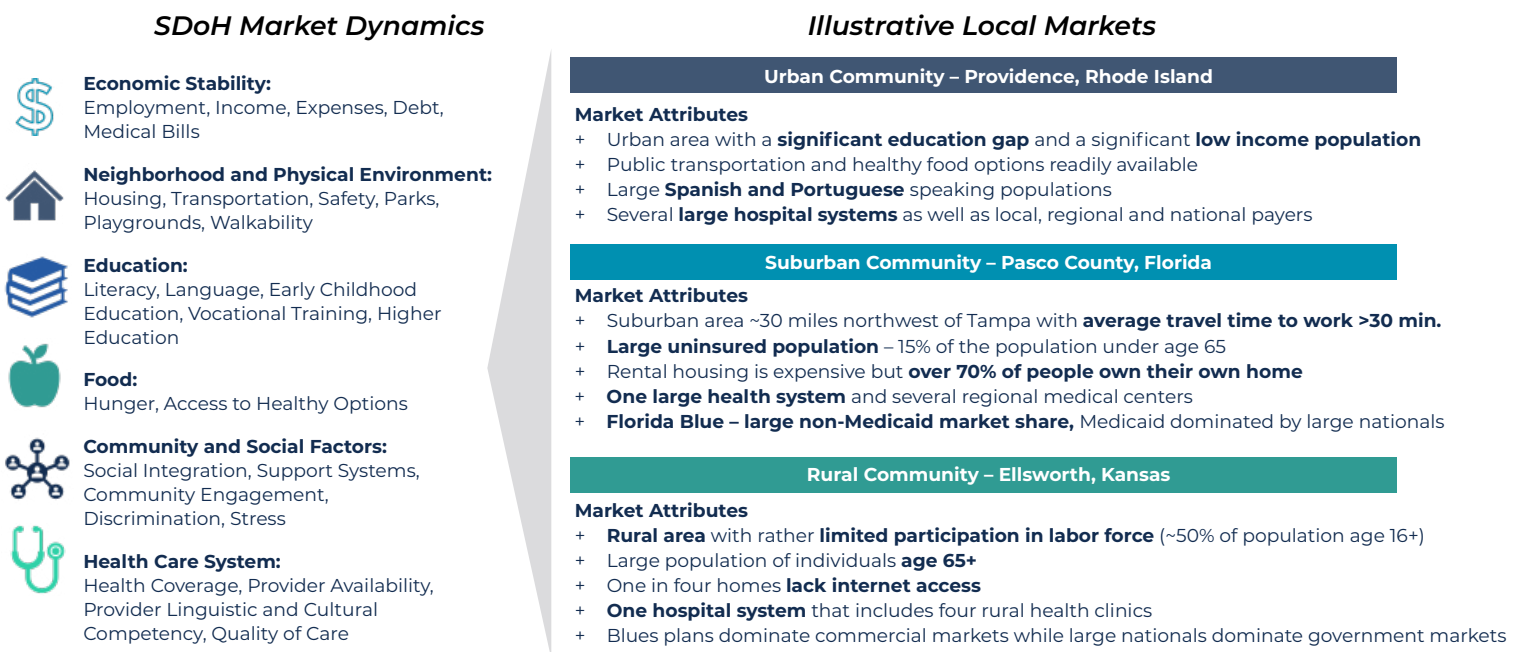 SDoH Market Dynamics
Economic Stability:
Employment, Income, Expenses, Debt,
Medical Bills
Neighborhood and Physical Environment:
Housing, Transportation, Safety, Parks,
Playgrounds, Walkability
Education:
Literacy, Language, Early Childhood
Education, Vocational Training, Higher
Education
Food:
Hunger, Access to Healthy Options
Community and Social Factors:
Social Integration, Support Systems,
Community Engagement,
Discrimination, Stress
Health Care System:
Health Coverage, Provider Availability,
Provider Linguistic and Cultural
Competency, Quality of Care
Illustrative Local Markets
Urban Community – Providence, Rhode Island
Market Attributes
+ Urban area with a significant education gap and a significant low income population
+ Public transportation and healthy food options readily available
+ Large Spanish and Portuguese speaking populations
+ Several large hospital systems as well as local, regional and national payers
Suburban Community – Pasco County, Florida
Market Attributes
+ Suburban area ~30 miles northwest of Tampa with average travel time to work >30 min.
+ Large uninsured population – 15% of the population under age 65
+ Rental housing is expensive but over 70% of people own their own home
+ One large health system and several regional medical centers
+ Florida Blue – large non-Medicaid market share, Medicaid dominated by large nationals
Rural Community – Ellsworth, Kansas
Market Attributes
+ Rural area with rather limited participation in labor force (~50% of population age 16+)
+ Large population of individuals age 65+
+ One in four homes lack internet access
+ One hospital system that includes four rural health clinics
+ Blues plans dominate commercial markets while large nationals dominate government markets